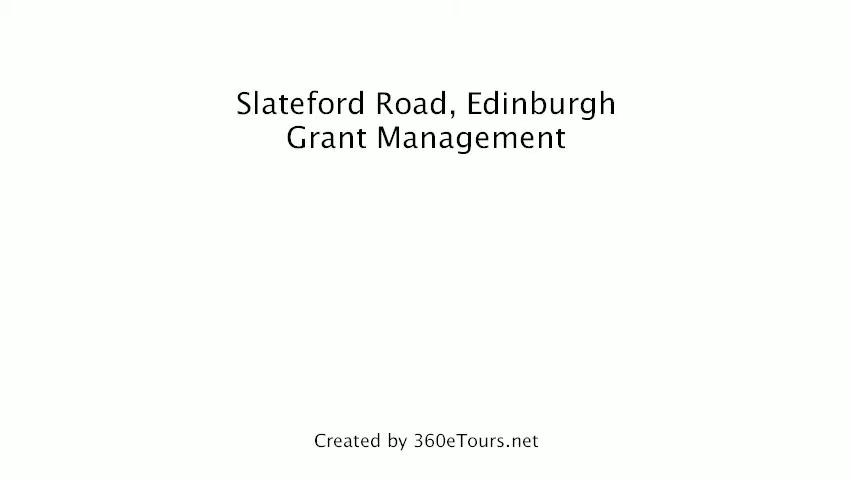 Slateford Road, Edinburgh
Grant Management
Created by 360eTours.net